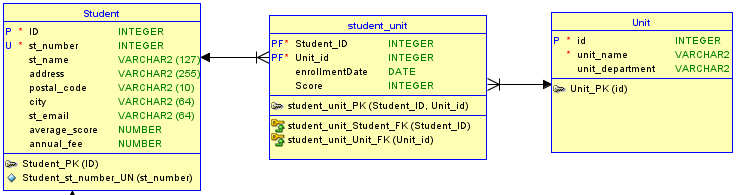 Student
P * ID INTEGER
U * st_number INTEGER
st_name VARCHAR2 (127)
address VARCHAR2 (255)
postal_code VARCHAR2 (10)
city VARCHAR2 (64)
st_email VARCHAR2 (64)
average_score NUMBER
annual_fee NUMBER
Student_PK (ID)
Student_st_number_UN (st_number)
student_unit
PF* Student_ID INTEGER
PF* Unit_id INTEGER
enrollmentDate DATE
Score INTEGER
student_unit_PK (Student_ID, Unit_id)
student_unit_Student_FK (Student_ID)
student_unit_Unit_FK (Unit_id)
Unit
P * id INTEGER
* unit_name VARCHAR2
unit_department VARCHAR2
Unit_PK (id)